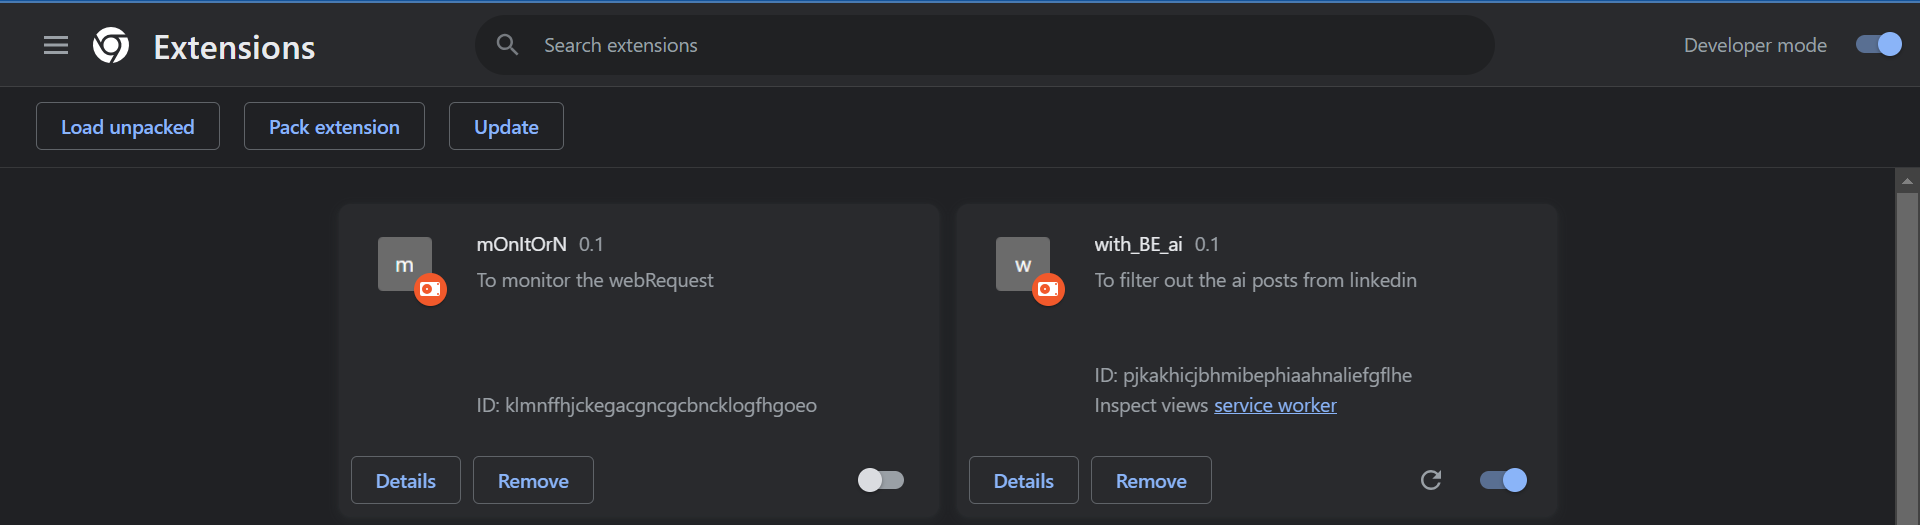 Extensions
Search extensions
Developer mode
Load unpacked
Pack extension
Update
m
mOnItOrN 0.1
To monitor the webRequest
ID: klmnffhjckegacgncgcbncklogfhgoeo
Details
Remove
w
with_BE_ai 0.1
To filter out the ai posts from linkedin
ID: pjkakhicjbhmibephiaahnaliefgflhe
Inspect views service worker
Details
Remove